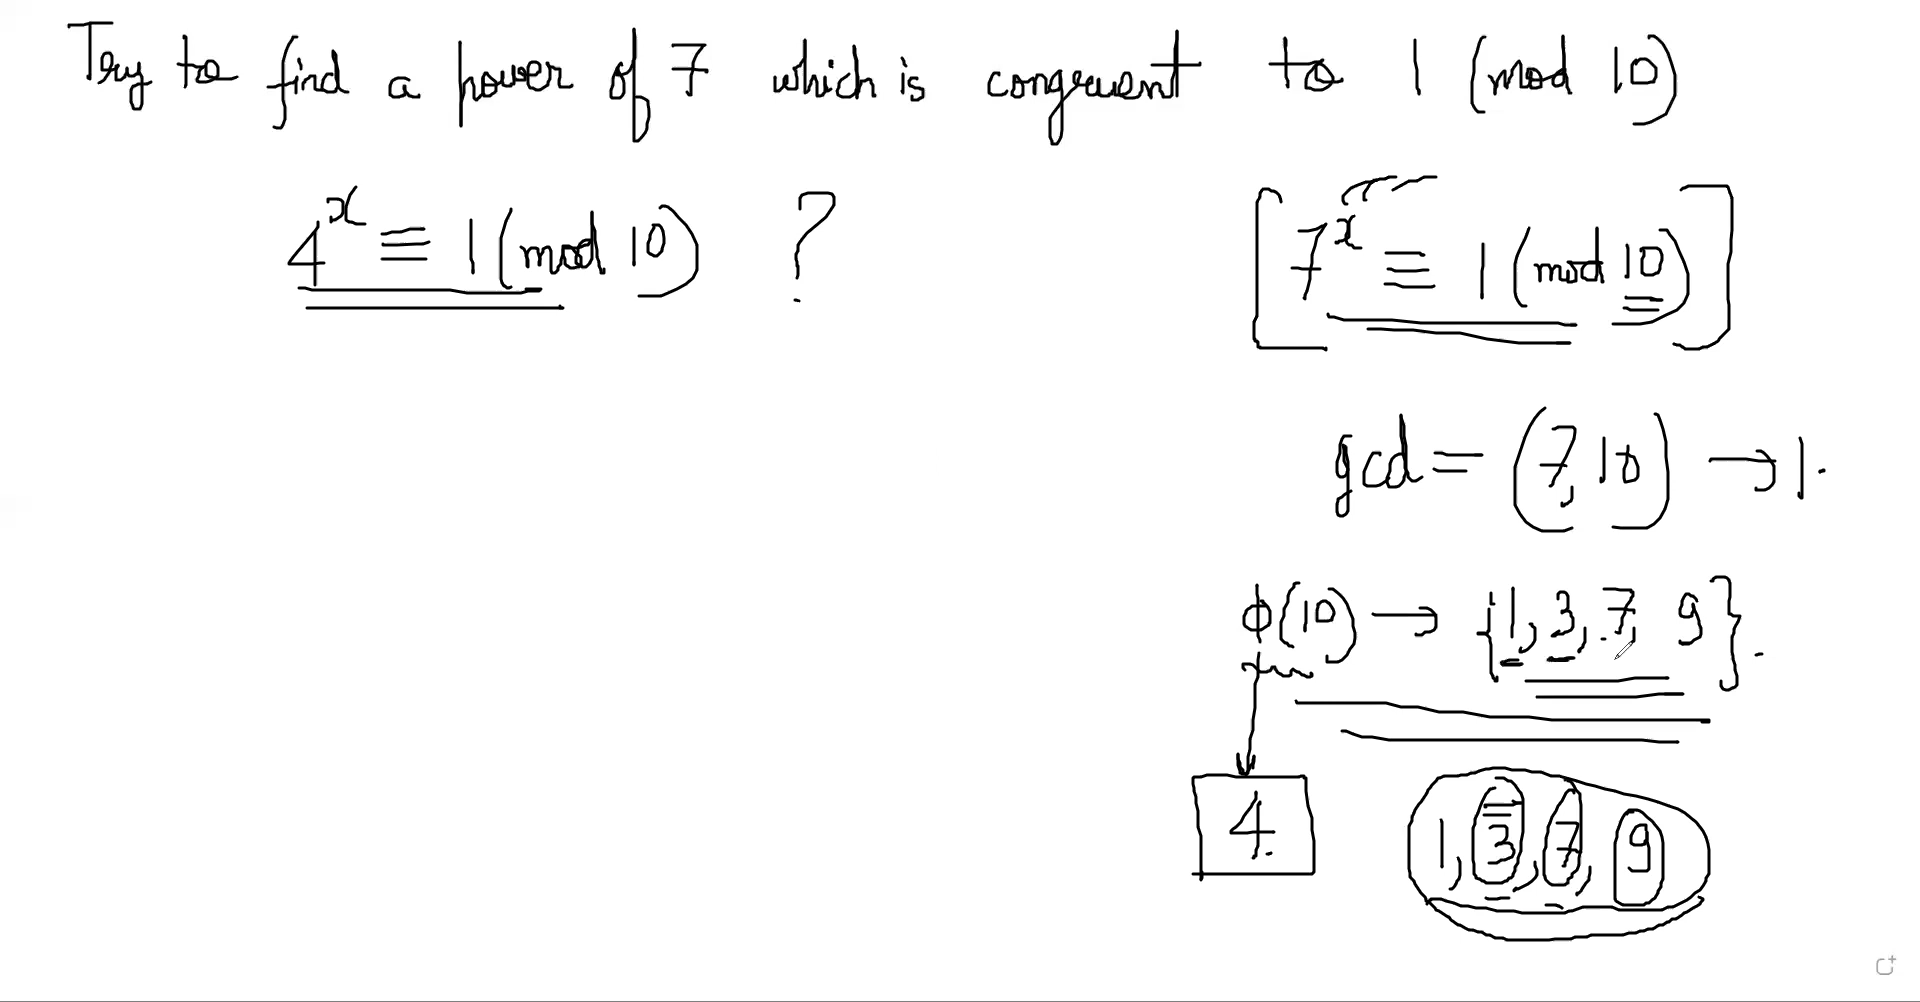 Try to find a power of 7 which is congruent to 1 (mod 10)
4^x ≡ 1 (mod 10) ?
[7^x ≡ 1 (mod 10)]
gcd = (7, 10) → 1.
φ(10) → {1, 3, 7, 9}.
4.
1, 3, 7, 9